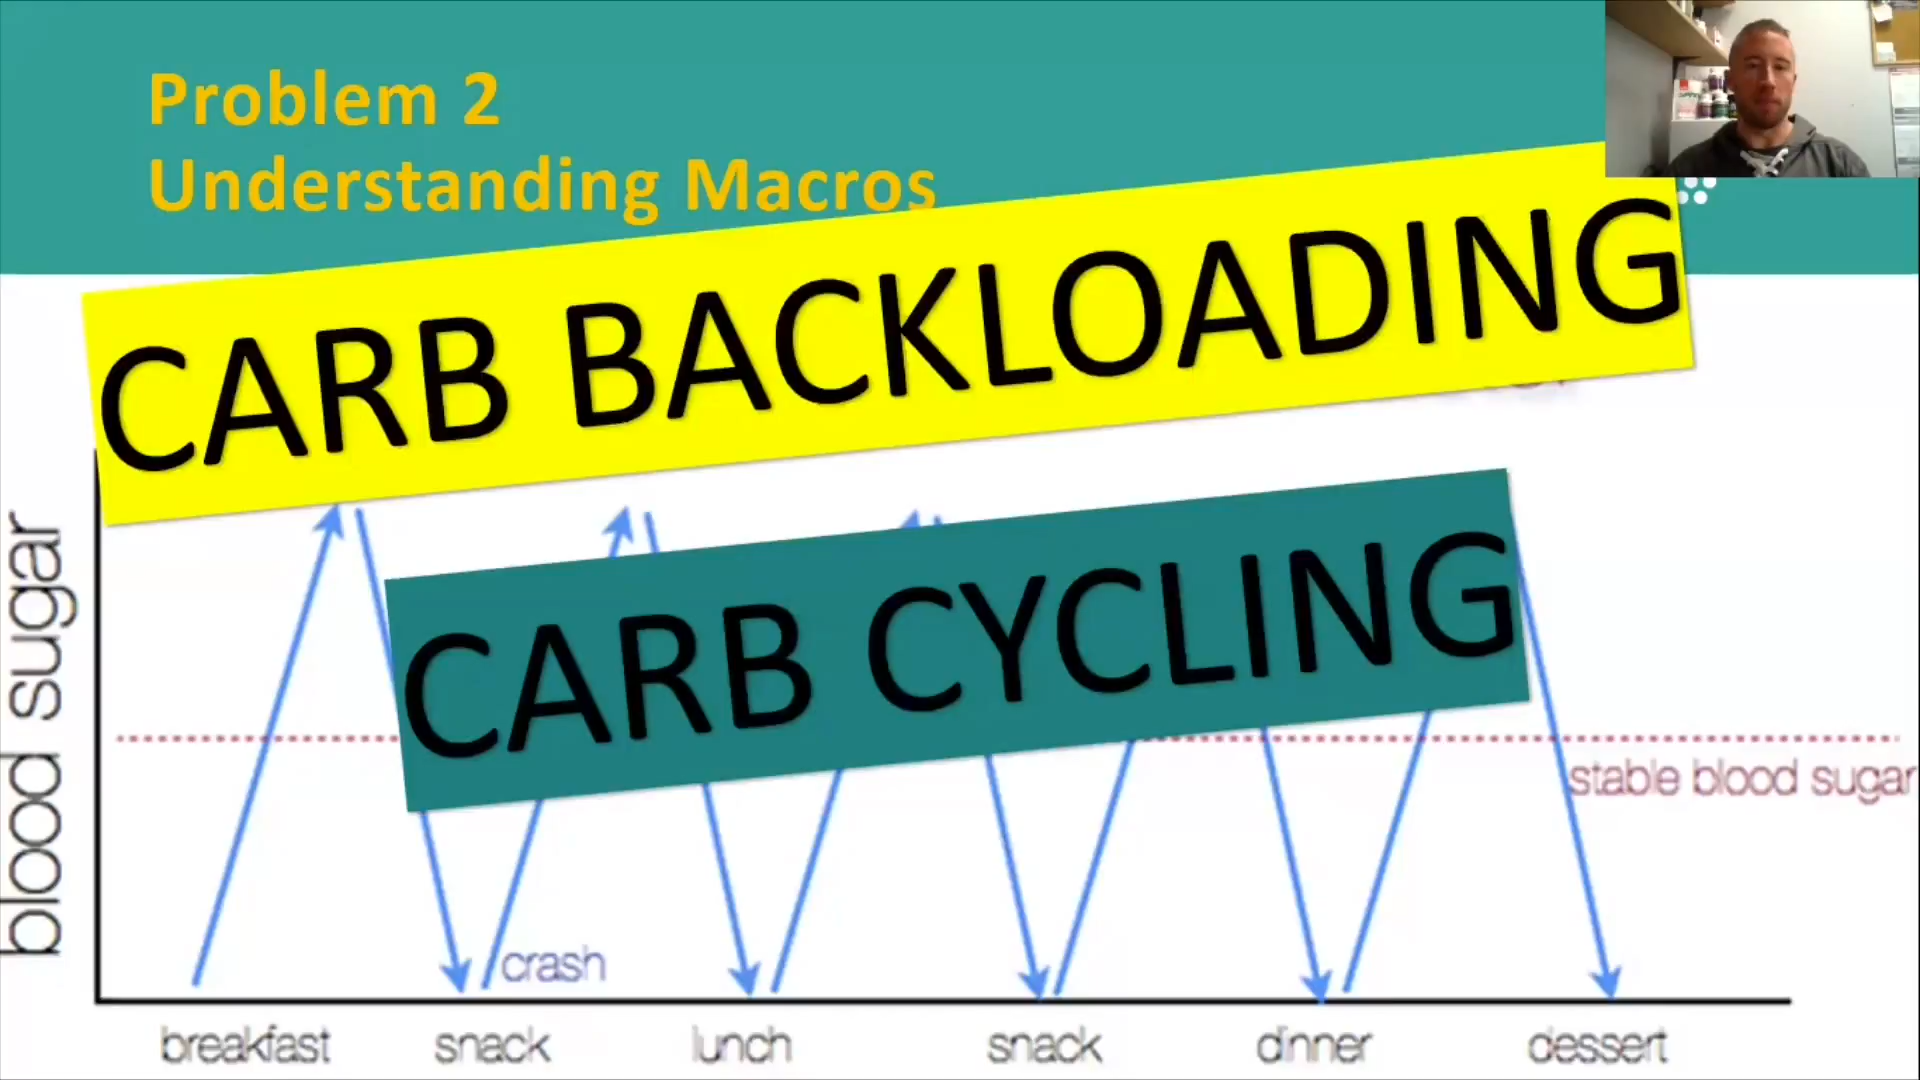 Problem 2
Understanding Macros
CARB BACKLOADING
CARB CYCLING
blood sugar
stable blood sugar
crash
breakfast snack lunch snack dinner dessert